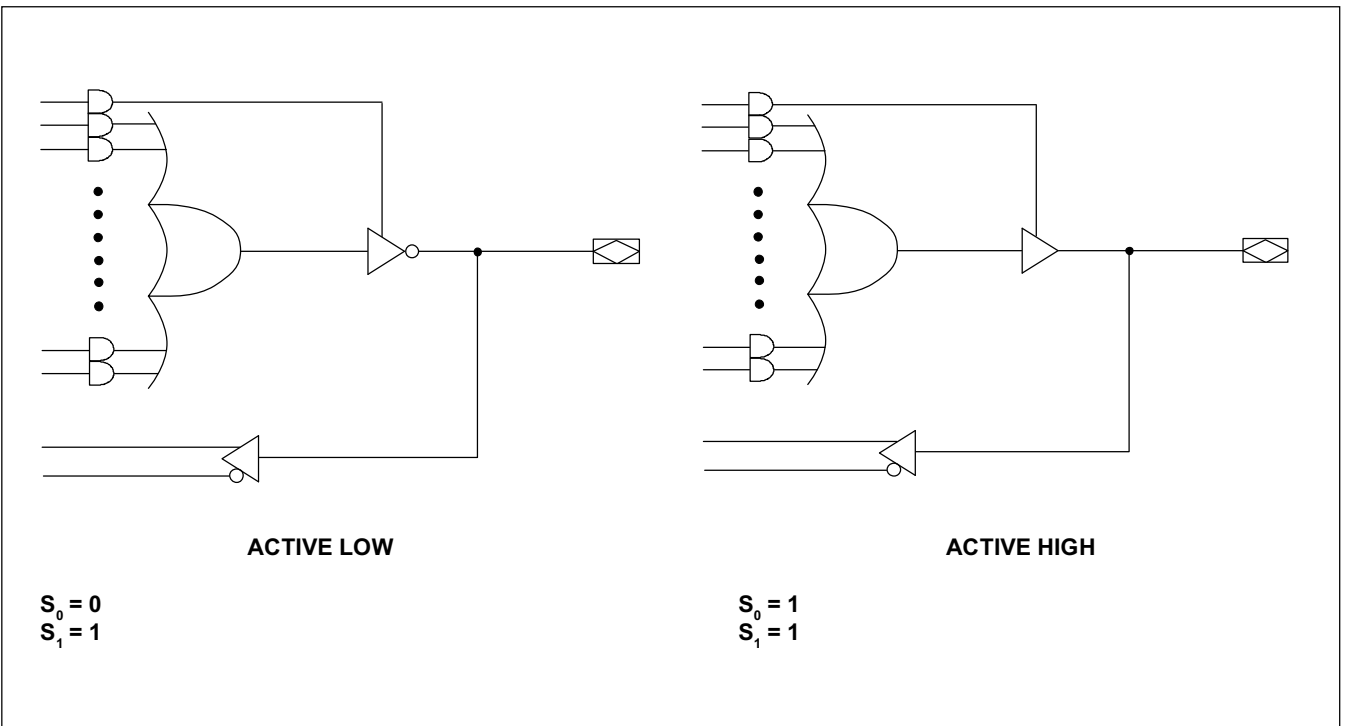 ACTIVE LOW
ACTIVE HIGH
S₀ = 0
S₁ = 1
S₀ = 1
S₁ = 1